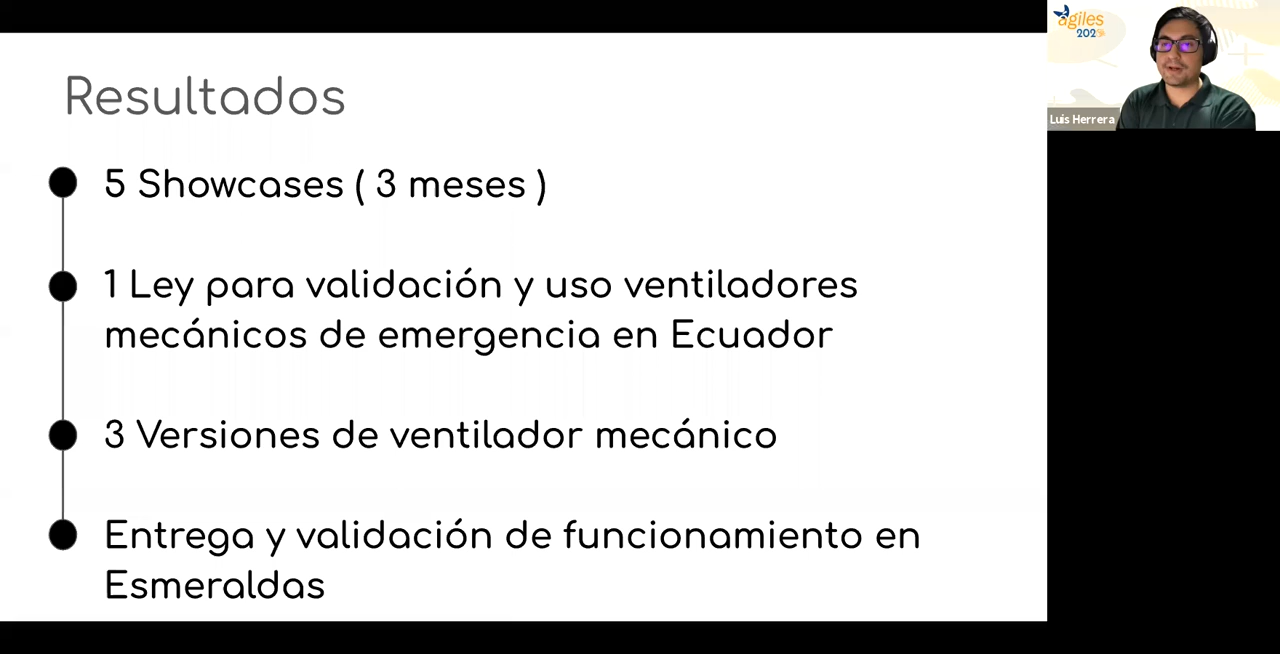 Resultados
5 Showcases ( 3 meses )
1 Ley para validación y uso ventiladores
mecánicos de emergencia en Ecuador
3 Versiones de ventilador mecánico
Entrega y validación de funcionamiento en
Esmeraldas
ágiles
Luis Herrera